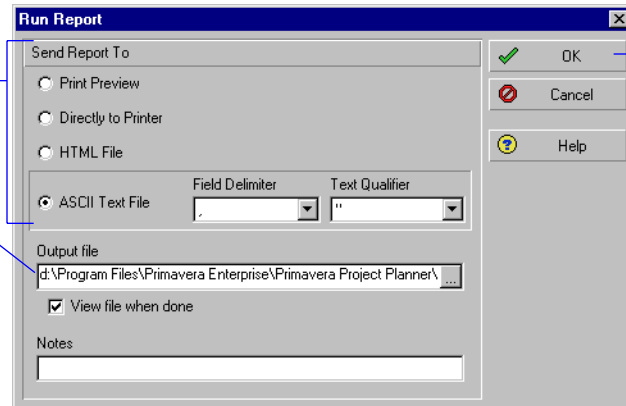 Run Report
Send Report To
Print Preview
Directly to Printer
HTML File
ASCII Text File
Field Delimiter
,
Text Qualifier
"
Output file
d:\Program Files\Primavera Enterprise\Primavera Project Planner\
...
View file when done
Notes
OK
Cancel
Help